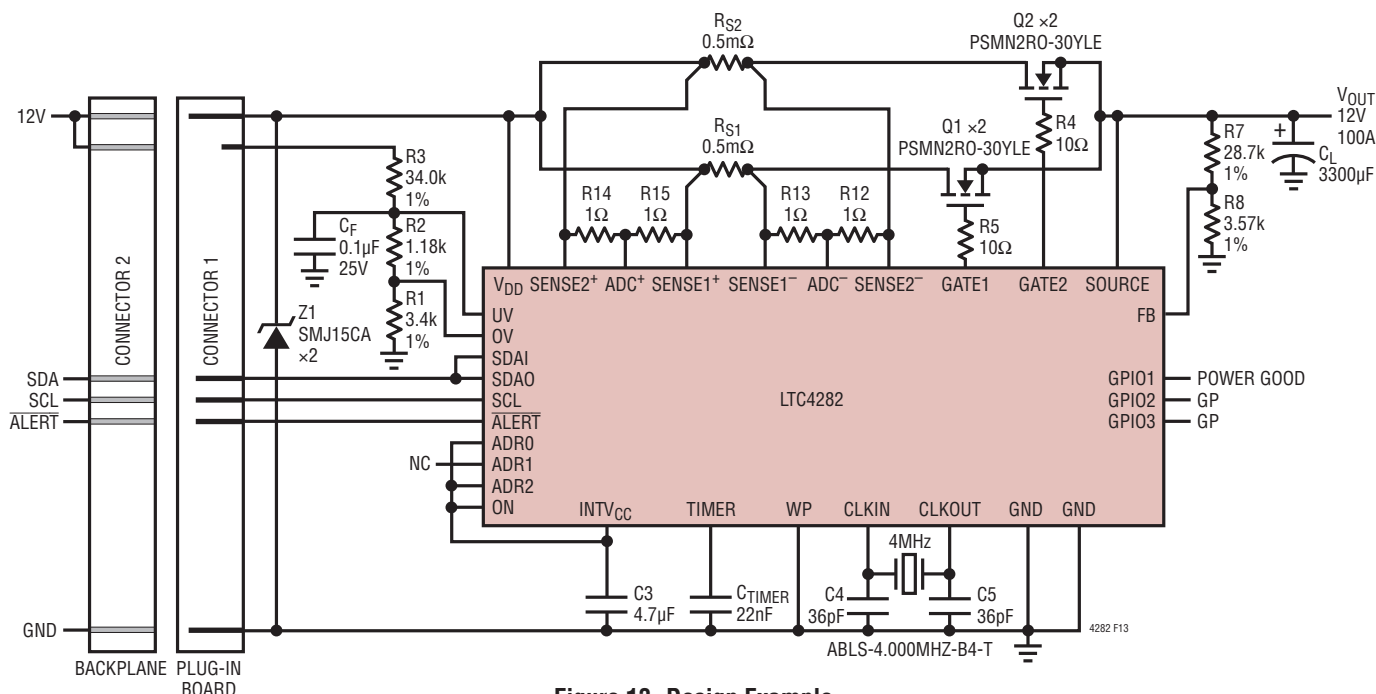 RS2
0.5mΩ
Q2 ×2
PSMN2RO-30YLE
12V
VOUT
12V
100A
RS1
0.5mΩ
Q1 ×2
PSMN2RO-30YLE
R4
10Ω
R7
28.7k
1%
+
CL
3300µF
R3
34.0k
1%
R14
1Ω
R15
1Ω
R13
1Ω
R12
1Ω
R5
10Ω
R8
3.57k
1%
CF
0.1µF
25V
R2
1.18k
1%
R1
3.4k
1%
Z1
SMJ15CA
×2
CONNECTOR 2
CONNECTOR 1
VDD SENSE2+ ADC+ SENSE1+ SENSE1− ADC− SENSE2− GATE1 GATE2 SOURCE
UV
OV
SDAI
SDAO
SCL
ALERT
ADR0
ADR1
ADR2
ON
NC
FB
LTC4282
GPIO1 POWER GOOD
GPIO2 GP
GPIO3 GP
SDA
SCL
ALERT
INTVCC TIMER WP CLKIN CLKOUT GND GND
4MHz
C3
4.7µF
CTIMER
22nF
C4
36pF
C5
36pF
GND
ABLS-4.000MHZ-B4-T
4282 F13
BACKPLANE
PLUG-IN
BOARD